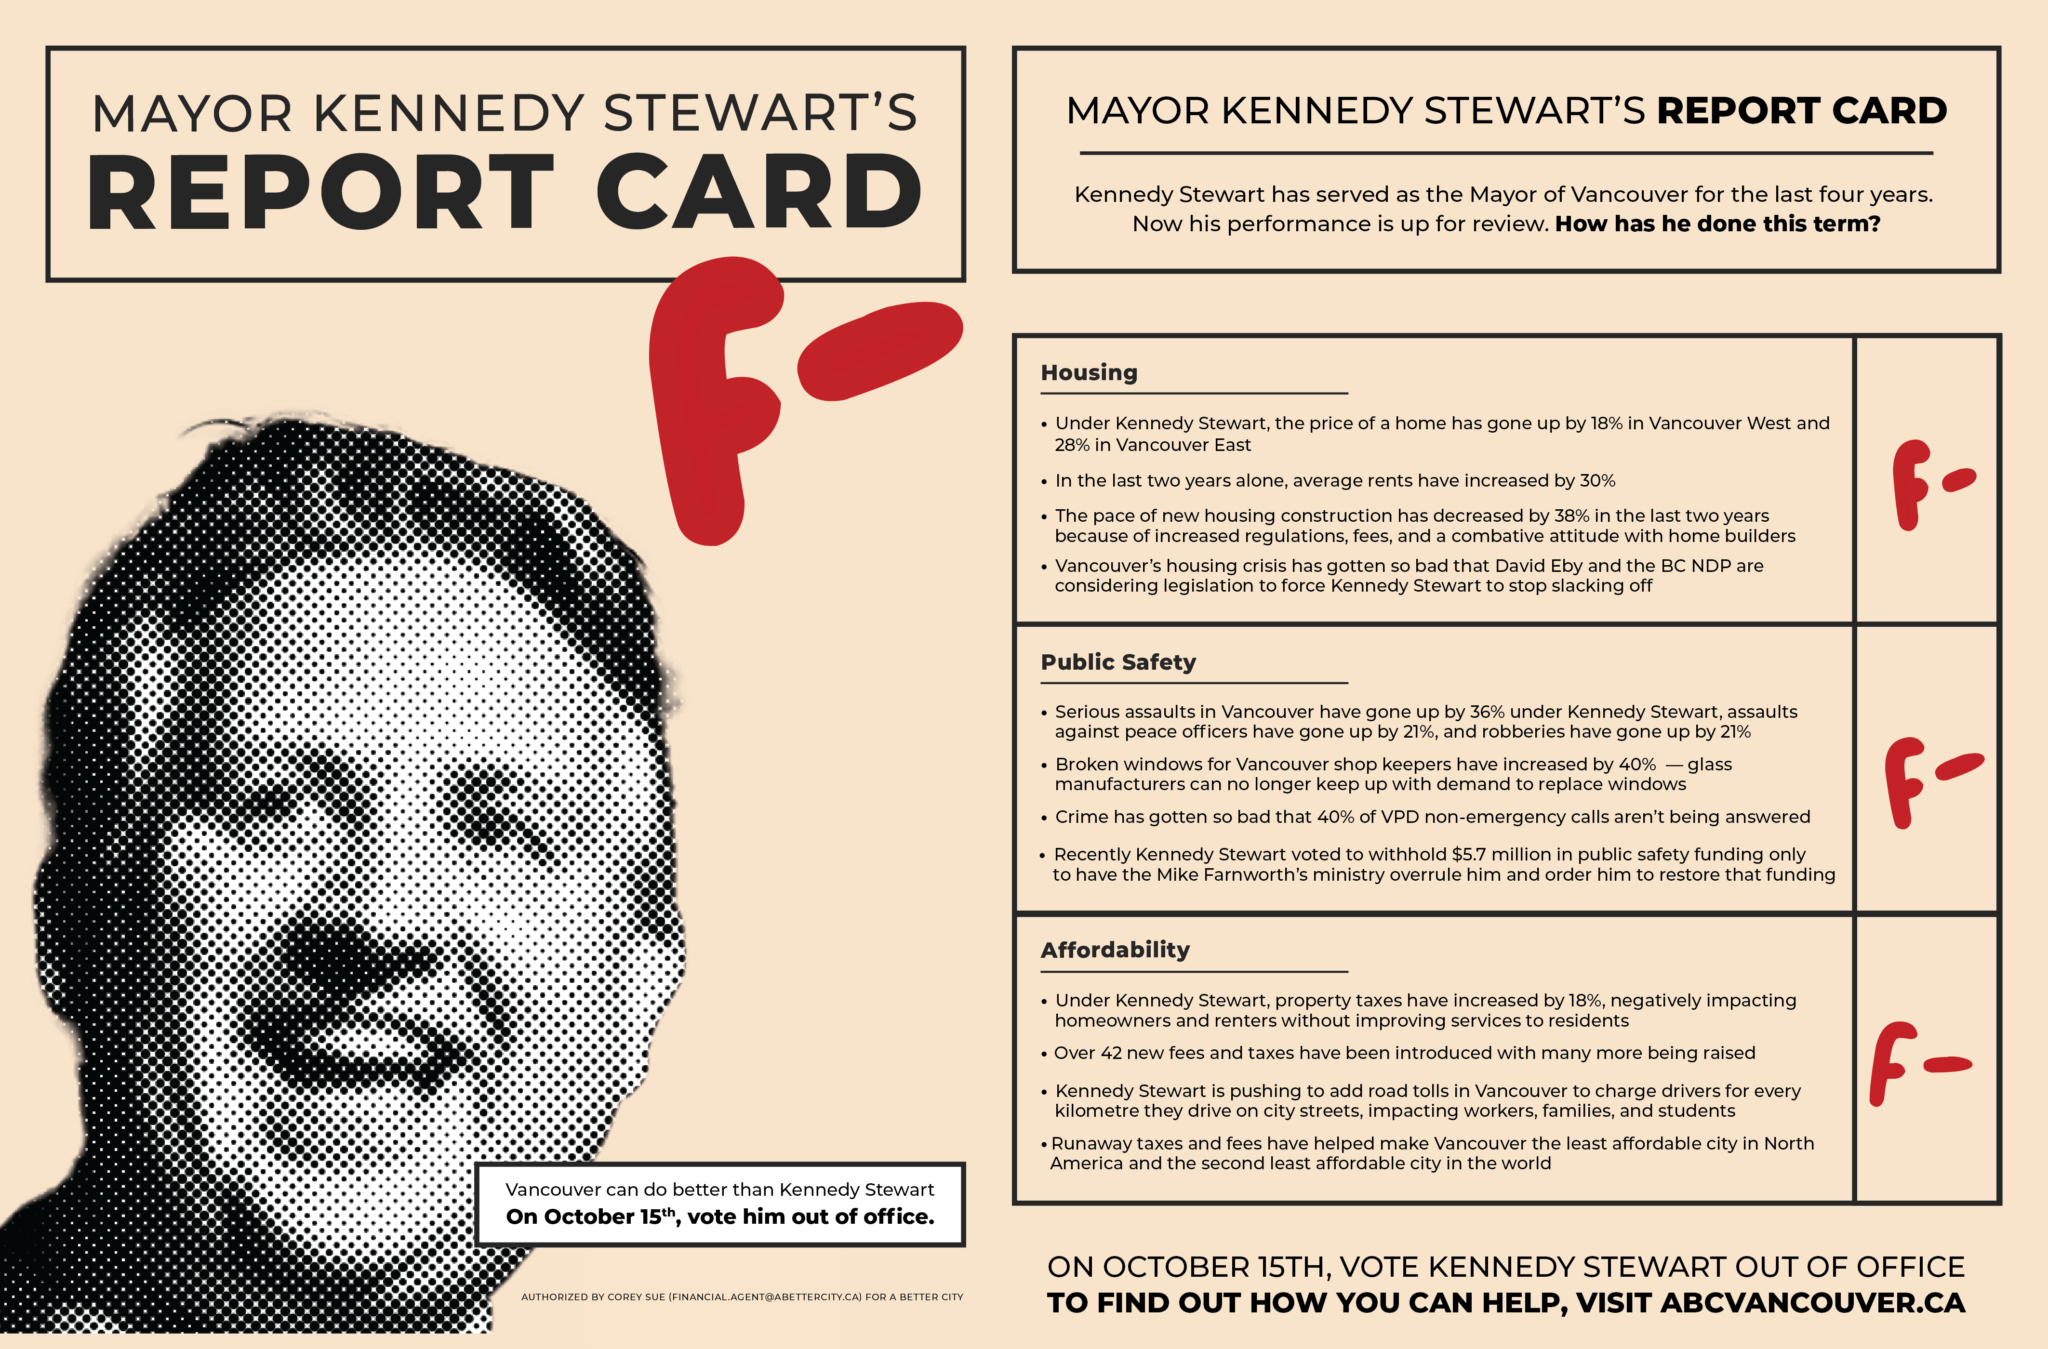 MAYOR KENNEDY STEWART’S
REPORT CARD
F-
Vancouver can do better than Kennedy Stewart
On October 15th, vote him out of office.
AUTHORIZED BY COREY SUE (FINANCIAL.AGENT@ABETTERCITY.CA) FOR A BETTER CITY
MAYOR KENNEDY STEWART’S REPORT CARD
Kennedy Stewart has served as the Mayor of Vancouver for the last four years.
Now his performance is up for review. How has he done this term?
Housing
• Under Kennedy Stewart, the price of a home has gone up by 18% in Vancouver West and
28% in Vancouver East
• In the last two years alone, average rents have increased by 30%
• The pace of new housing construction has decreased by 38% in the last two years
because of increased regulations, fees, and a combative attitude with home builders
• Vancouver’s housing crisis has gotten so bad that David Eby and the BC NDP are
considering legislation to force Kennedy Stewart to stop slacking off
F-
Public Safety
• Serious assaults in Vancouver have gone up by 36% under Kennedy Stewart, assaults
against peace officers have gone up by 21%, and robberies have gone up by 21%
• Broken windows for Vancouver shop keepers have increased by 40% — glass
manufacturers can no longer keep up with demand to replace windows
• Crime has gotten so bad that 40% of VPD non-emergency calls aren’t being answered
• Recently Kennedy Stewart voted to withhold $5.7 million in public safety funding only
to have the Mike Farnworth’s ministry overrule him and order him to restore that funding
F-
Affordability
• Under Kennedy Stewart, property taxes have increased by 18%, negatively impacting
homeowners and renters without improving services to residents
• Over 42 new fees and taxes have been introduced with many more being raised
• Kennedy Stewart is pushing to add road tolls in Vancouver to charge drivers for every
kilometre they drive on city streets, impacting workers, families, and students
• Runaway taxes and fees have helped make Vancouver the least affordable city in North
America and the second least affordable city in the world
F-
ON OCTOBER 15TH, VOTE KENNEDY STEWART OUT OF OFFICE
TO FIND OUT HOW YOU CAN HELP, VISIT ABCVANCOUVER.CA